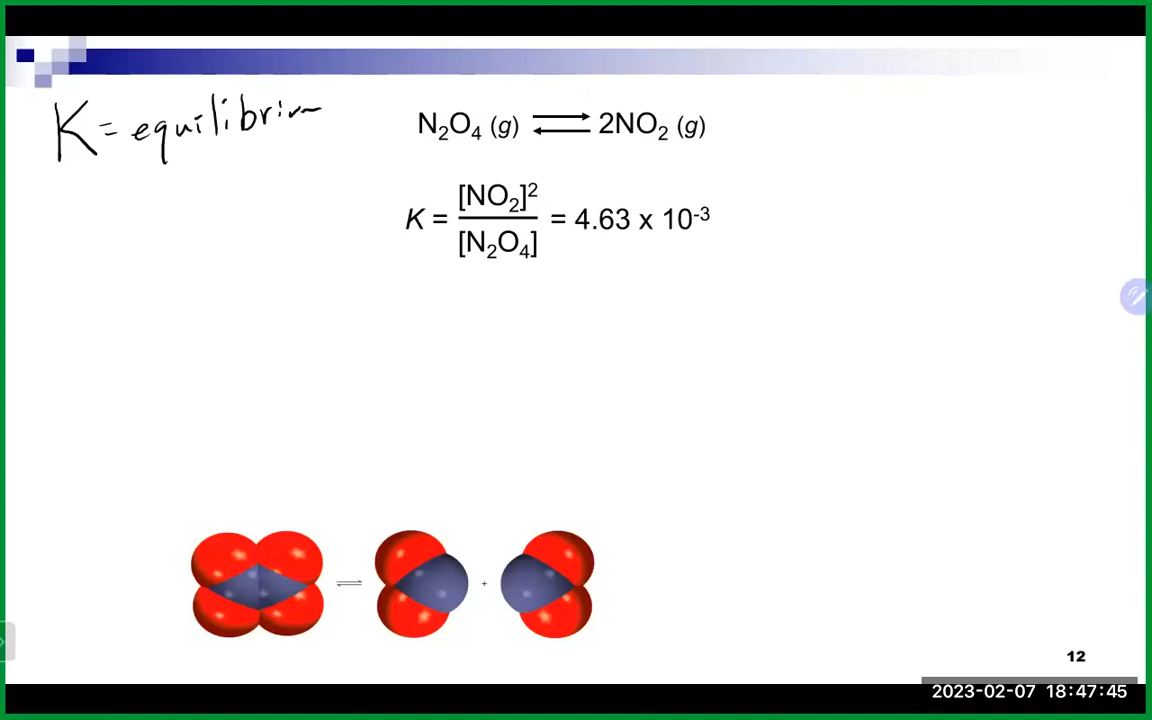 K = equilibrium
N₂O₄ (g) ⇌ 2NO₂ (g)
K = [NO₂]² / [N₂O₄] = 4.63 x 10⁻³
⇌ +
12
2023-02-07 18:47:45